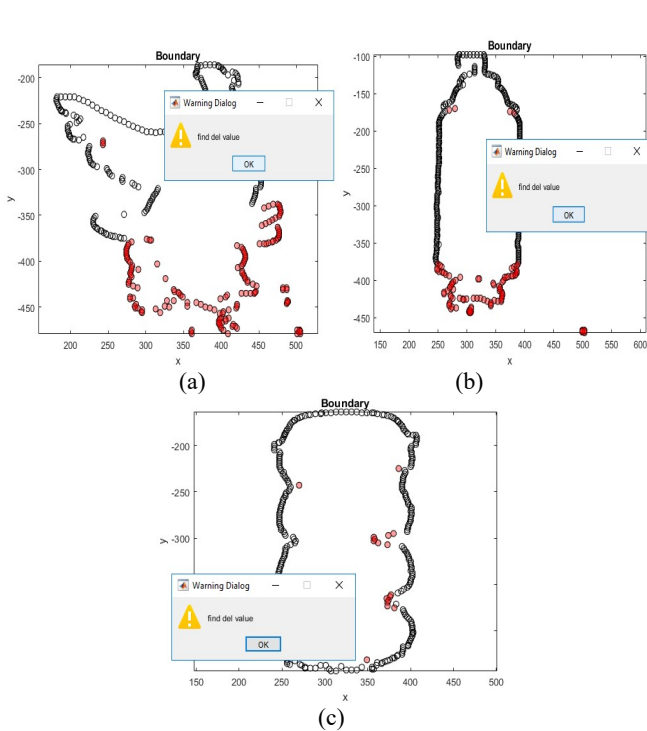 Boundary
-200
-250
-300
-350
-400
-450
y
200
250
300
350
400
450
500
x
Warning Dialog
find del value
OK
(a)
Boundary
-100
-150
-200
-250
-300
-350
-400
-450
y
150
200
250
300
350
400
450
500
550
600
x
Warning Dialog
find del value
OK
(b)
Boundary
-200
-250
-300
y
150
200
250
300
350
400
450
500
x
Warning Dialog
find del value
OK
(c)